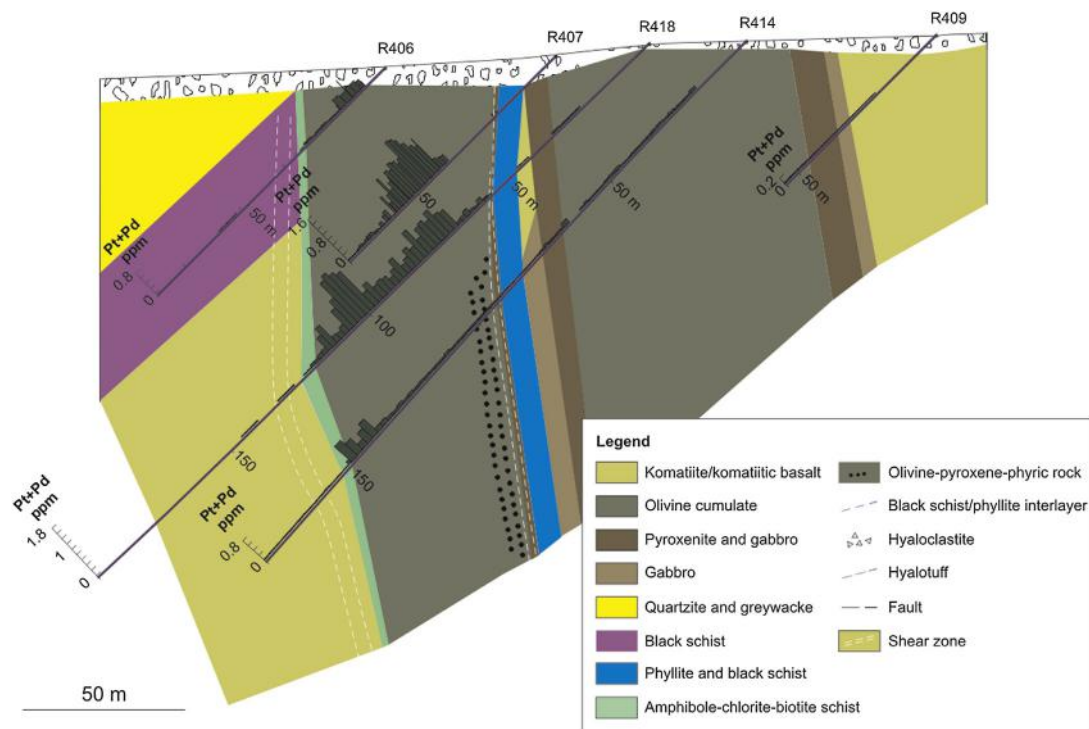 R406
R407
R418
R414
R409
Pt+Pd
ppm
0.8
0
50 m
Pt+Pd
ppm
1.6
0.8
0
50
50 m
50 m
Pt+Pd
ppm
0.2
0
50 m
100
150
150
Pt+Pd
ppm
1.8
1
0
Pt+Pd
ppm
0.8
0
50 m
Legend
Komatiite/komatiitic basalt
Olivine cumulate
Pyroxenite and gabbro
Gabbro
Quartzite and greywacke
Black schist
Phyllite and black schist
Amphibole-chlorite-biotite schist
Olivine-pyroxene-phyric rock
Black schist/phyllite interlayer
Hyaloclastite
Hyalotuff
Fault
Shear zone